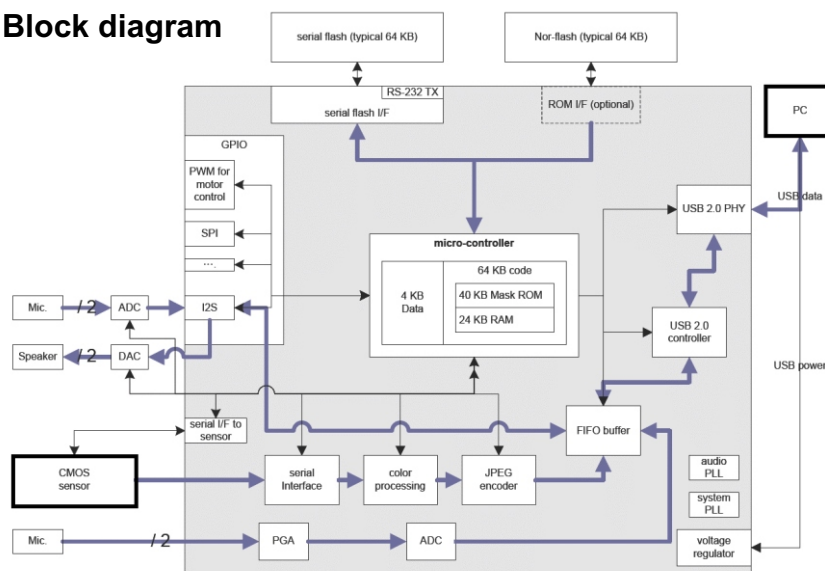 Block diagram
serial flash (typical 64 KB)
Nor-flash (typical 64 KB)
RS-232 TX
serial flash I/F
ROM I/F (optional)
PC
GPIO
PWM for
motor
control
USB data
USB 2.0 PHY
SPI
micro-controller
....
64 KB code
4 KB
Data
40 KB Mask ROM
24 KB RAM
Mic.
/ 2
ADC
I2S
USB 2.0
controller
Speaker
/ 2
DAC
USB power
serial I/F to
sensor
FIFO buffer
CMOS
sensor
serial
Interface
color
processing
JPEG
encoder
audio
PLL
system
PLL
Mic.
/ 2
PGA
ADC
voltage
regulator